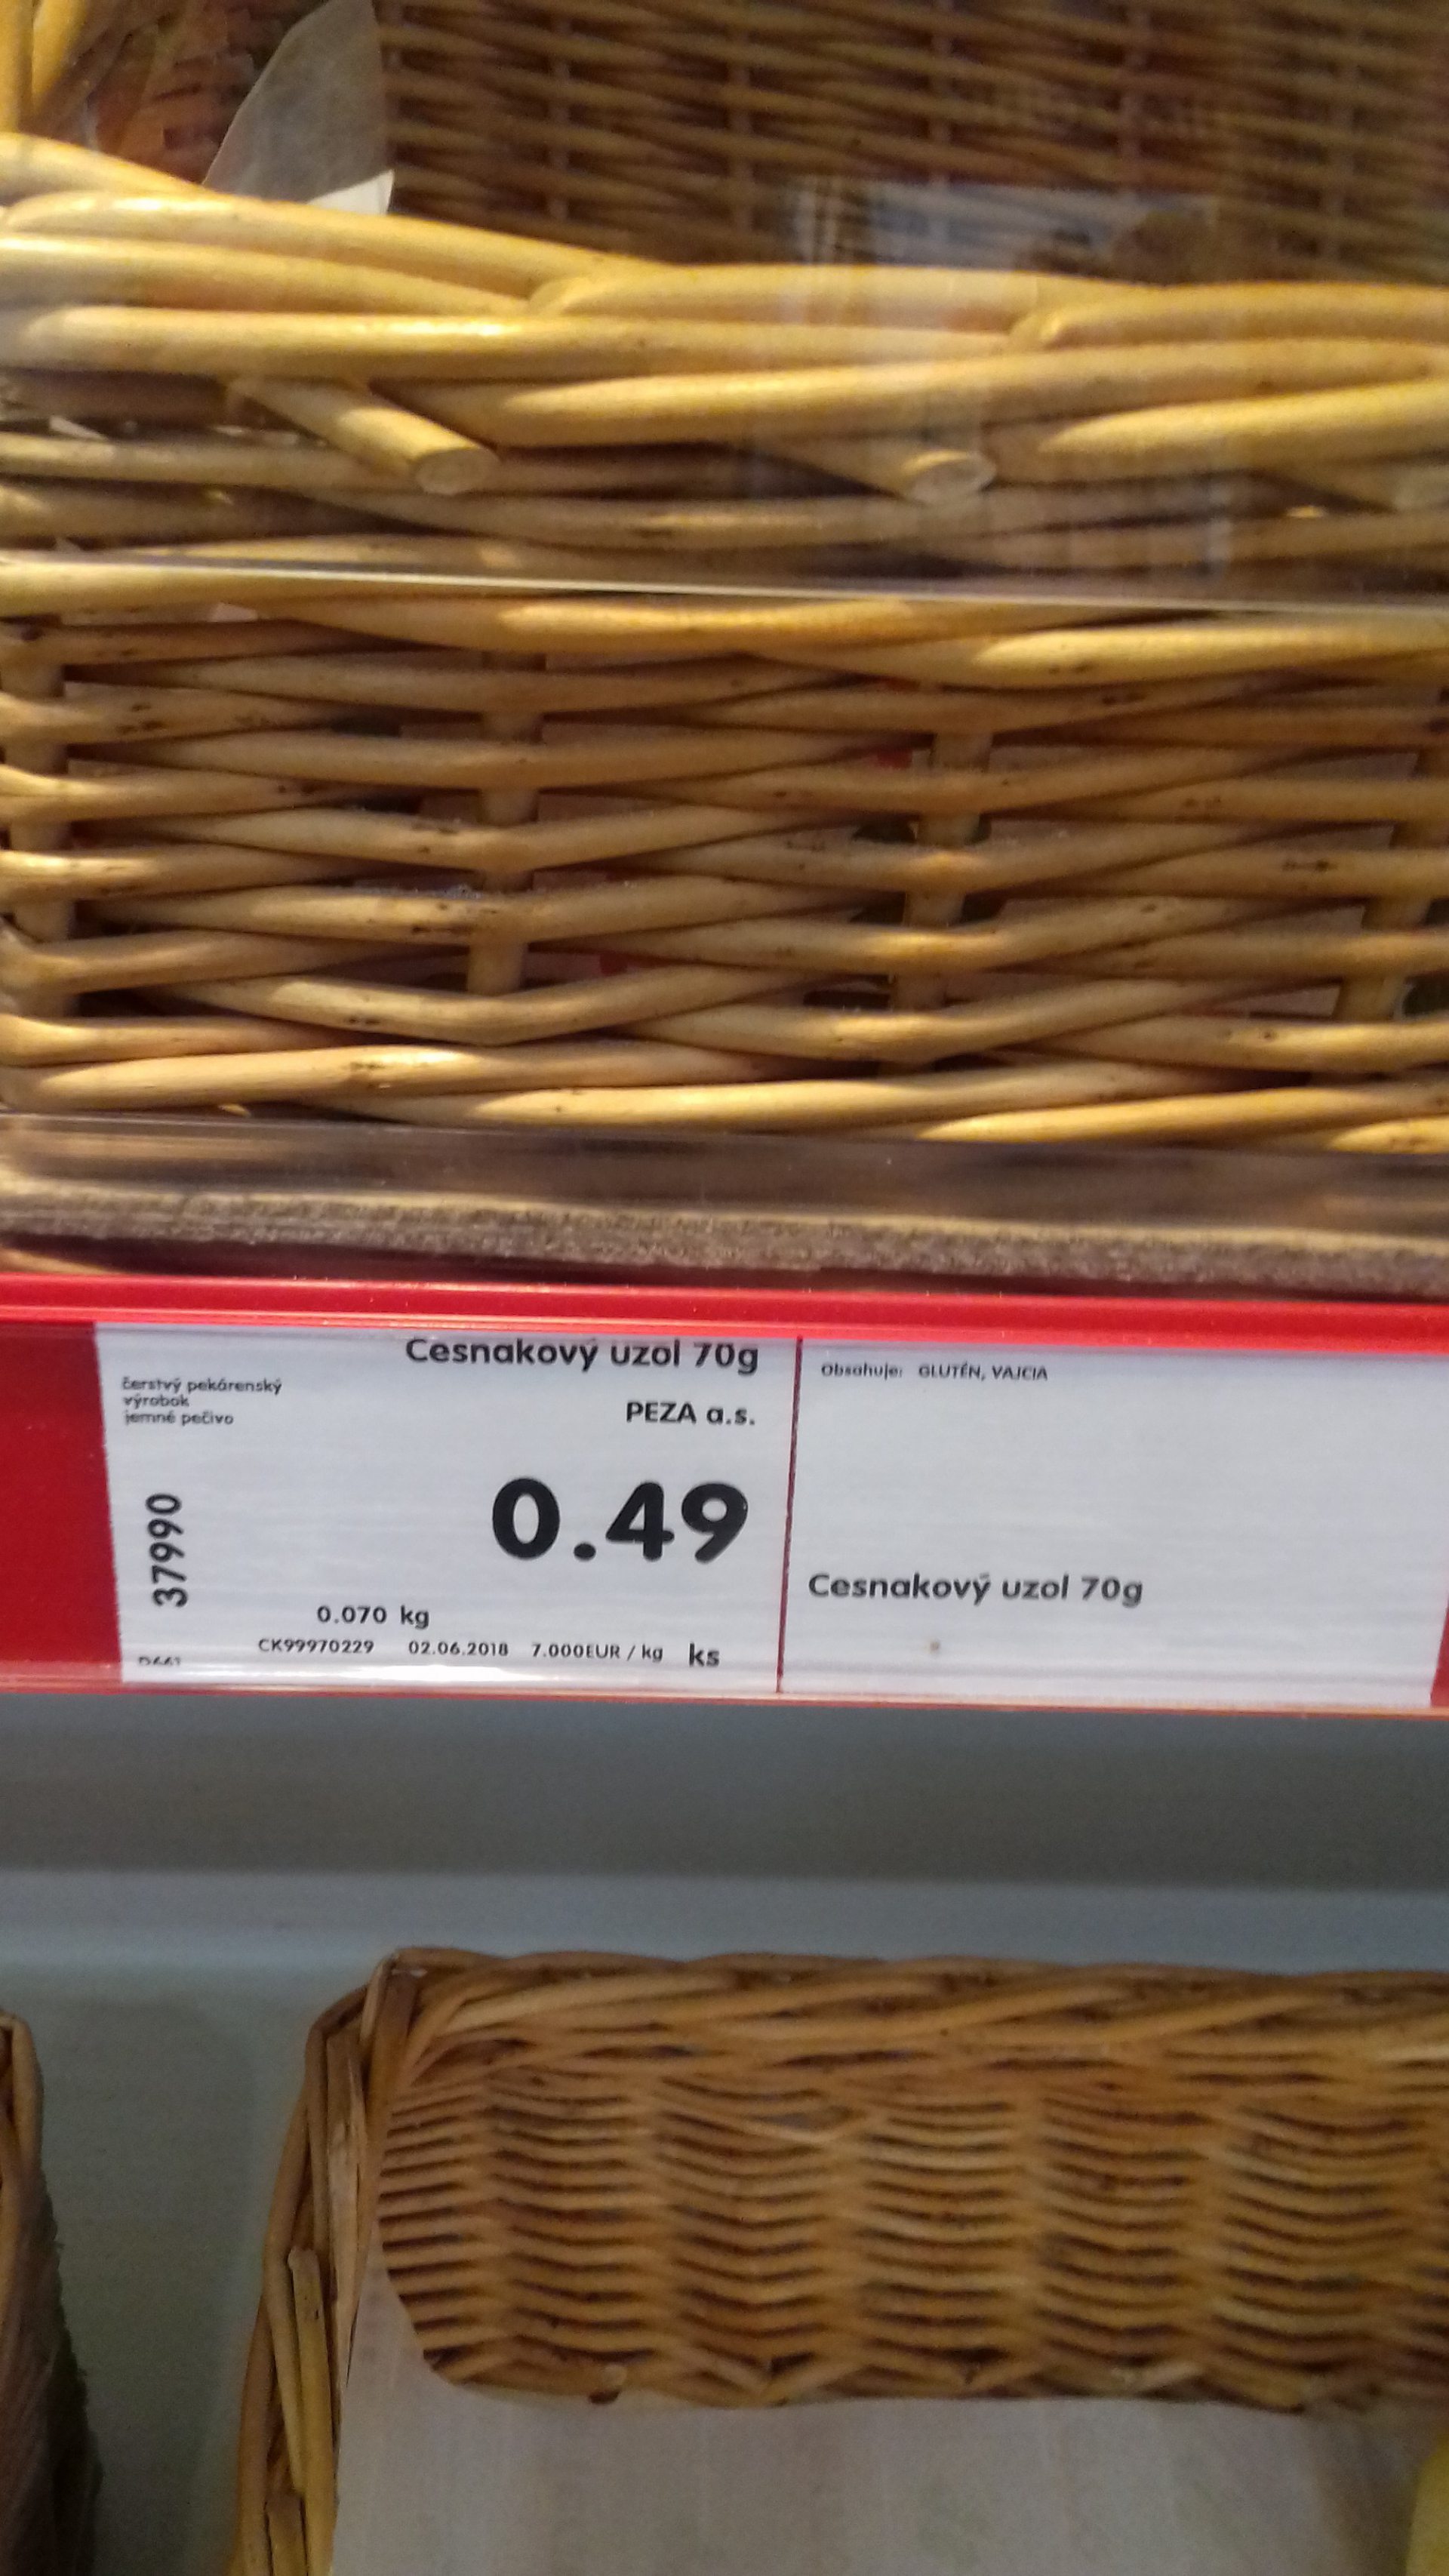 Cesnakový uzol 70g
čerstvý pekárenský
výrobok
jemné pečivo
PEZA a.s.
0.49
37990
0.070 kg
CK99970229 02.06.2018 7.000EUR / kg ks
Obsahuje: GLUTÉN, VAJCIA
Cesnakový uzol 70g